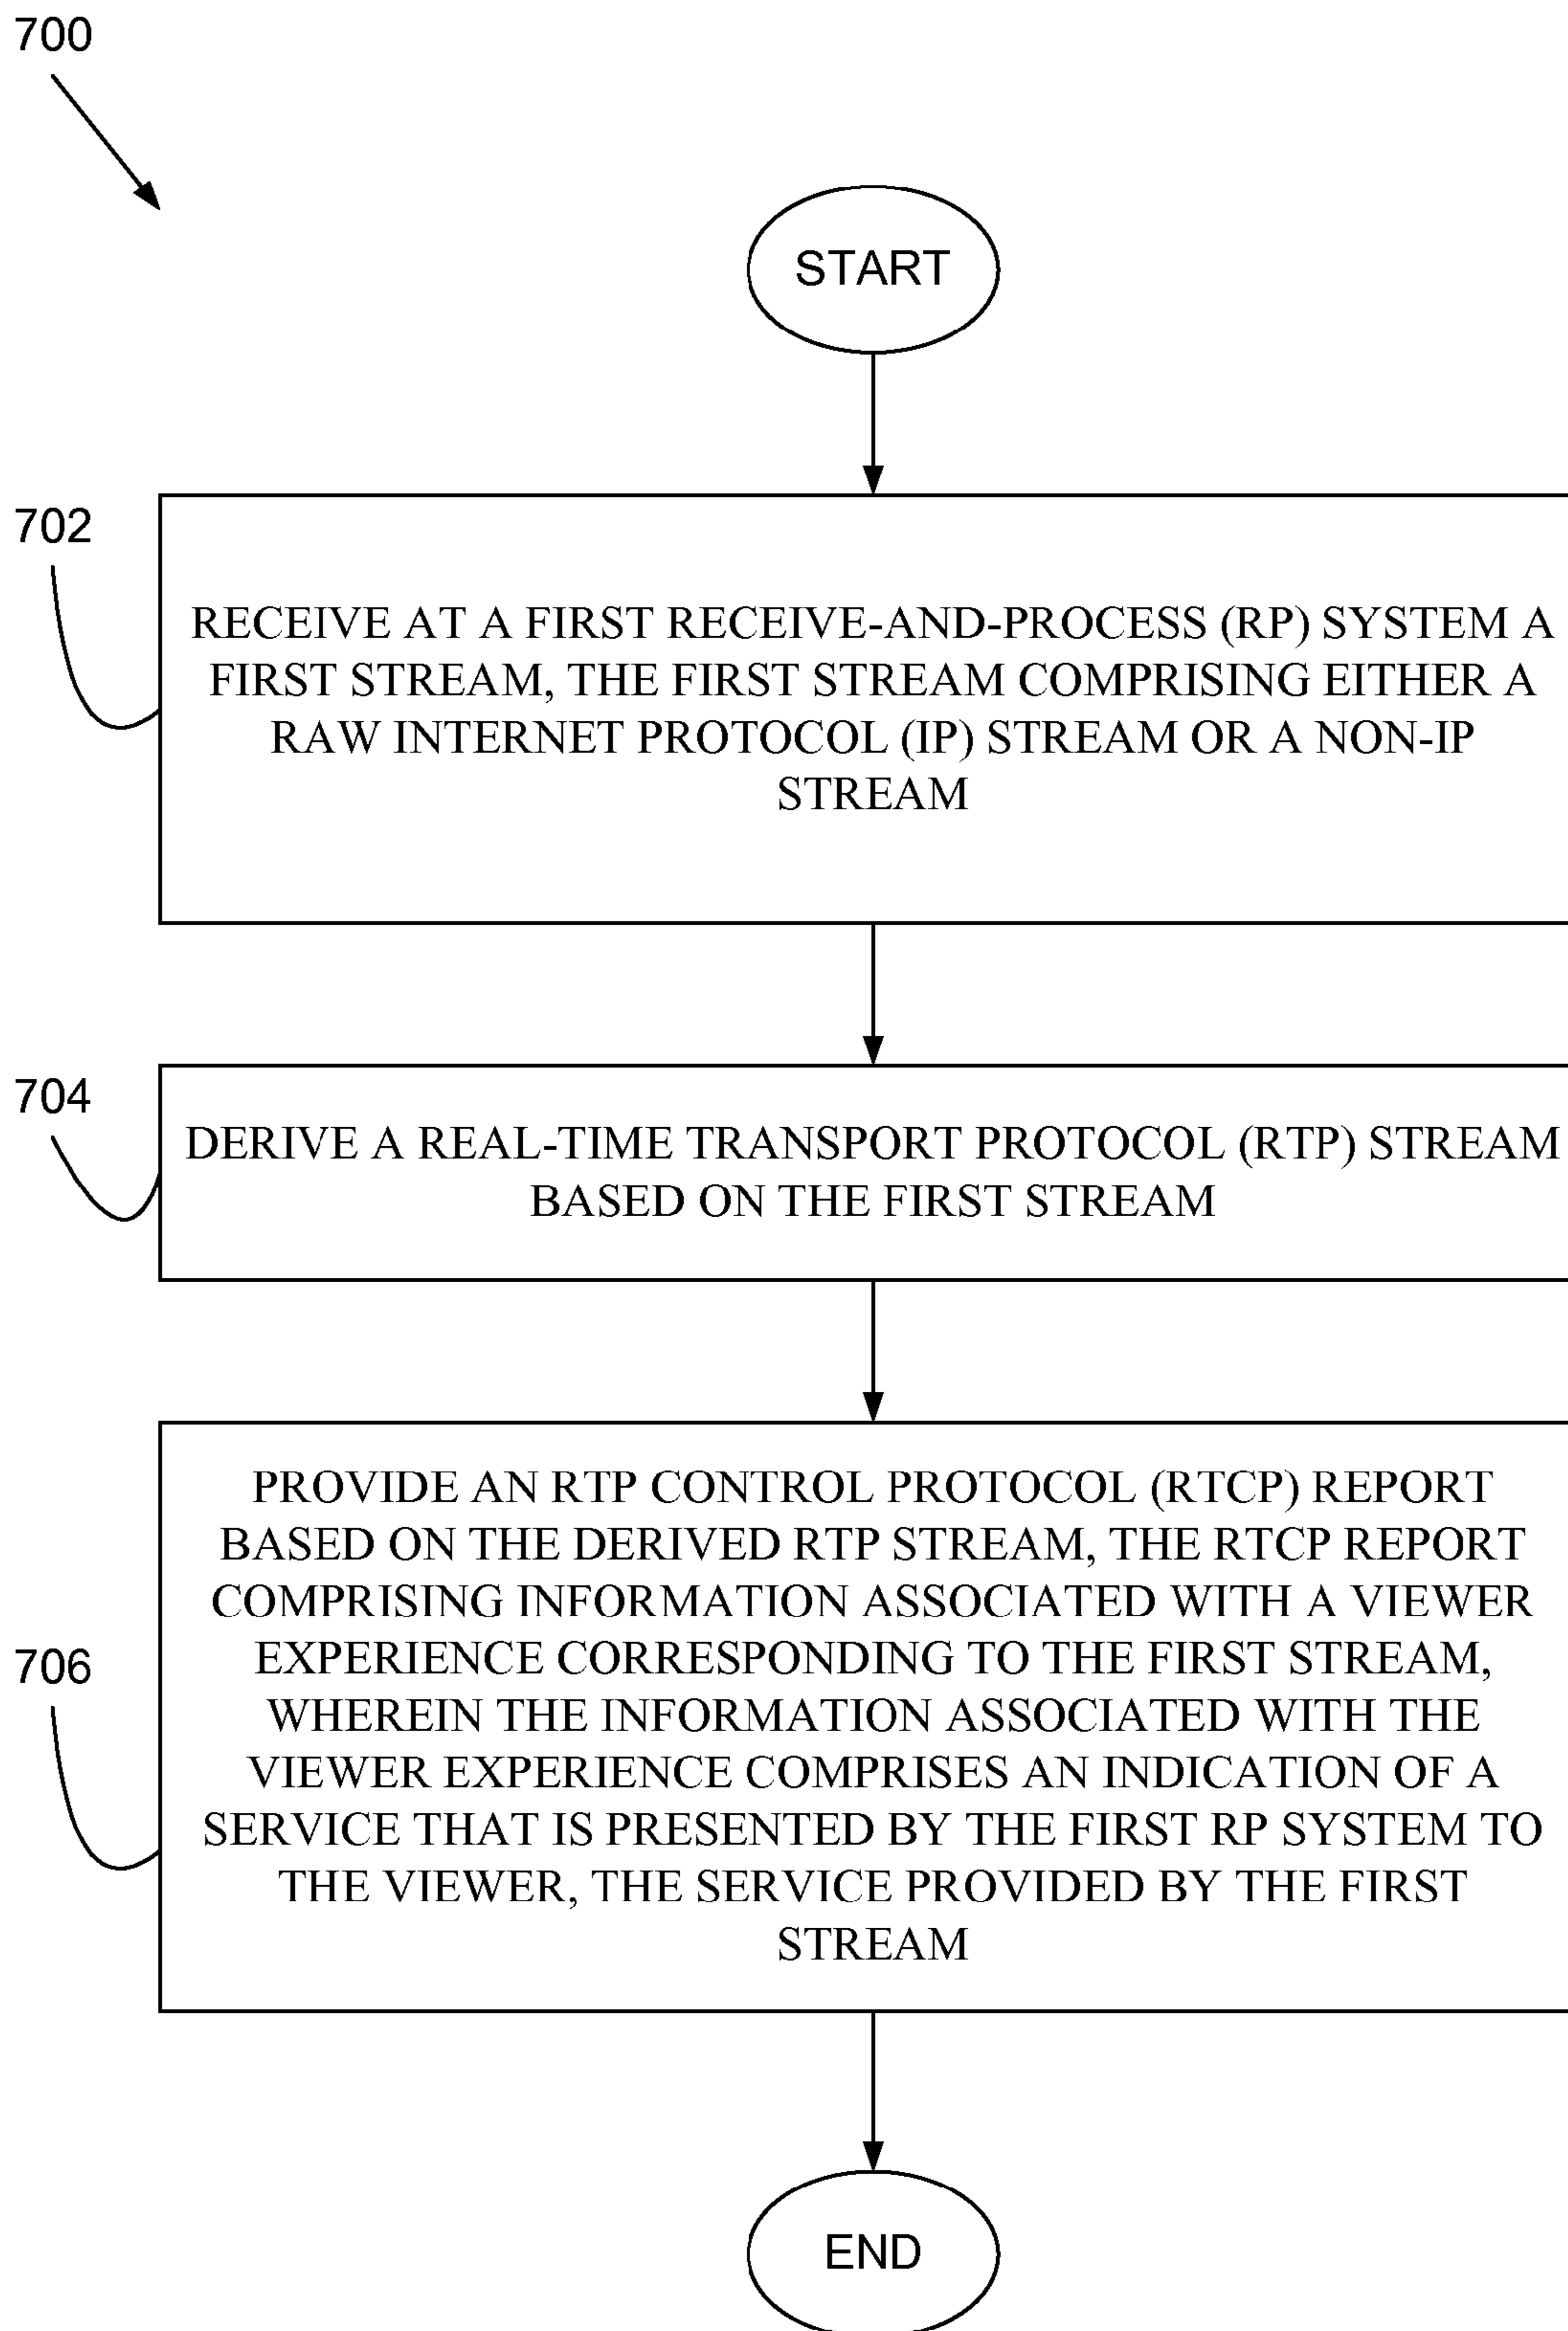 700
START
702
RECEIVE AT A FIRST RECEIVE-AND-PROCESS (RP) SYSTEM A
FIRST STREAM, THE FIRST STREAM COMPRISING EITHER A
RAW INTERNET PROTOCOL (IP) STREAM OR A NON-IP
STREAM
704
DERIVE A REAL-TIME TRANSPORT PROTOCOL (RTP) STREAM
BASED ON THE FIRST STREAM
706
PROVIDE AN RTP CONTROL PROTOCOL (RTCP) REPORT
BASED ON THE DERIVED RTP STREAM, THE RTCP REPORT
COMPRISING INFORMATION ASSOCIATED WITH A VIEWER
EXPERIENCE CORRESPONDING TO THE FIRST STREAM,
WHEREIN THE INFORMATION ASSOCIATED WITH THE
VIEWER EXPERIENCE COMPRISES AN INDICATION OF A
SERVICE THAT IS PRESENTED BY THE FIRST RP SYSTEM TO
THE VIEWER, THE SERVICE PROVIDED BY THE FIRST
STREAM
END